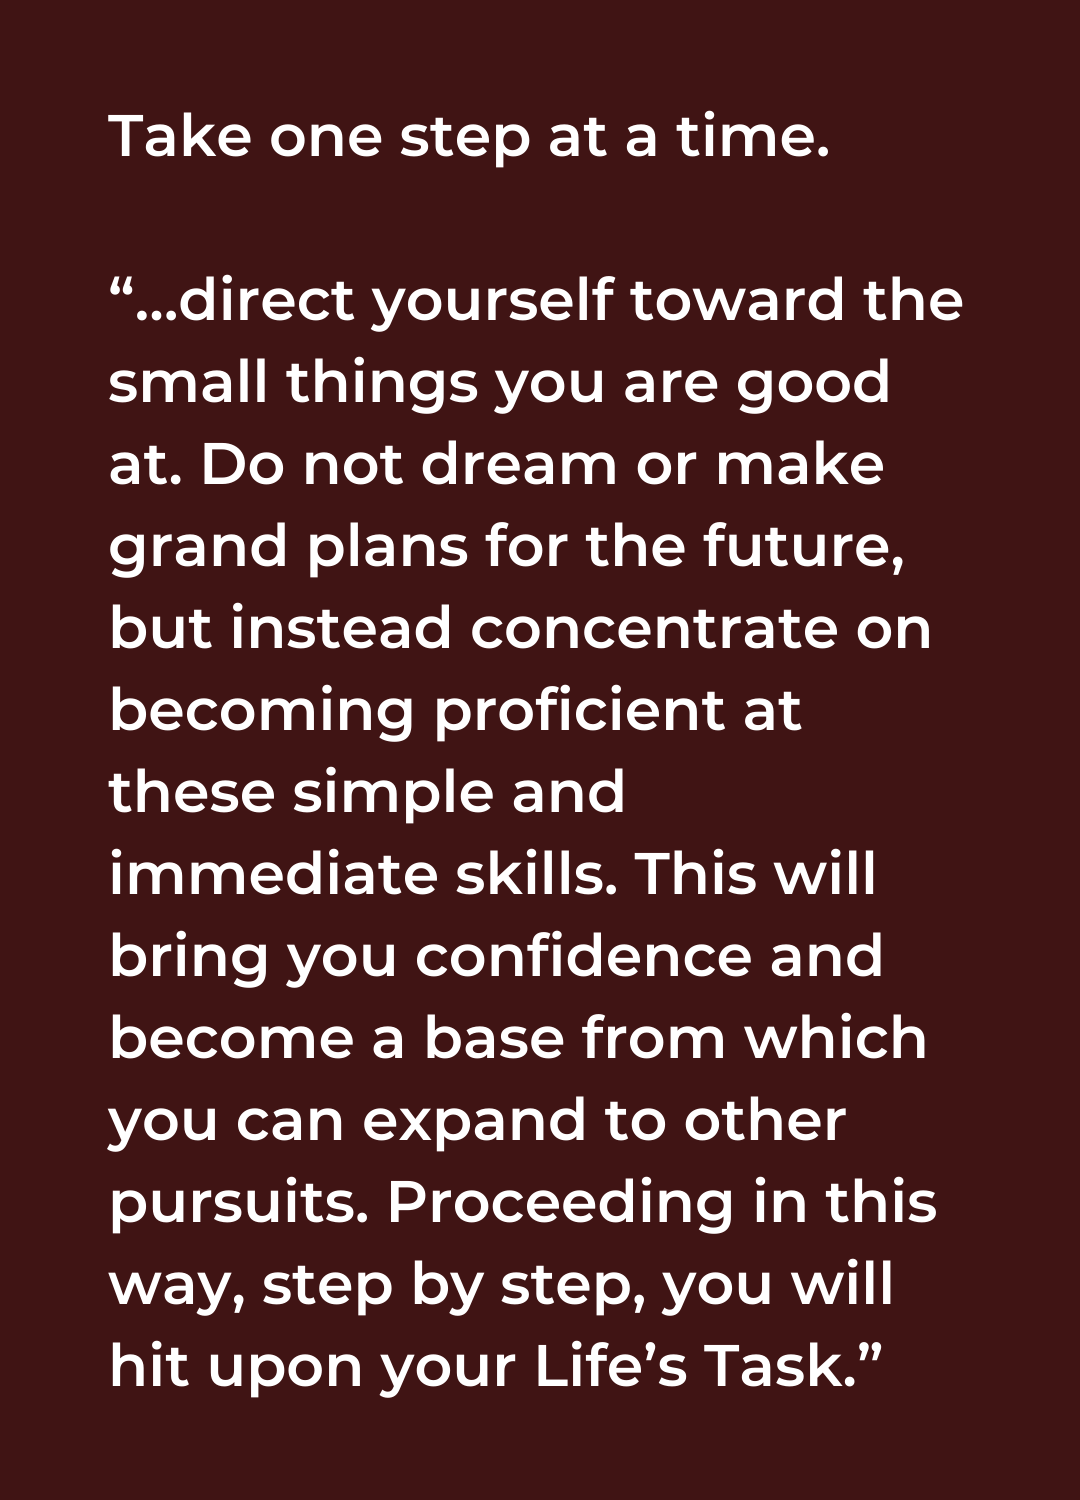 Take one step at a time.
“...direct yourself toward the
small things you are good
at. Do not dream or make
grand plans for the future,
but instead concentrate on
becoming proficient at
these simple and
immediate skills. This will
bring you confidence and
become a base from which
you can expand to other
pursuits. Proceeding in this
way, step by step, you will
hit upon your Life’s Task.”